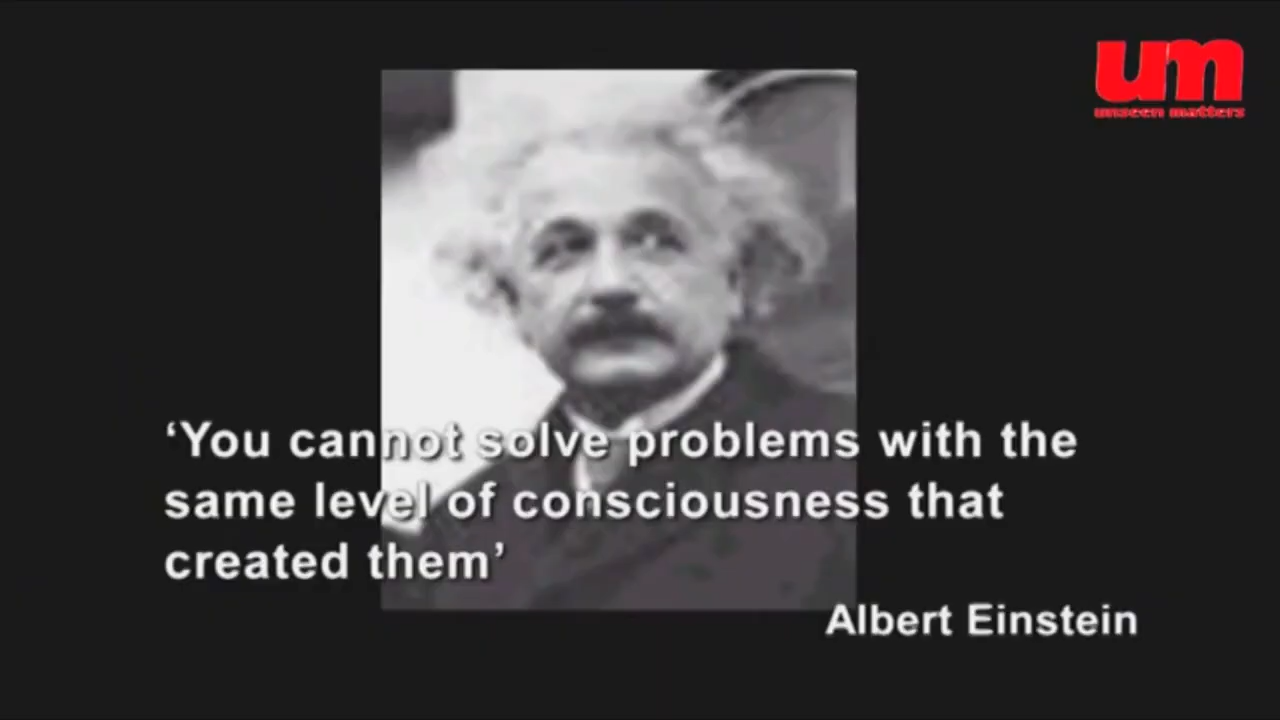 um
unseen matters
‘You cannot solve problems with the
same level of consciousness that
created them’
Albert Einstein